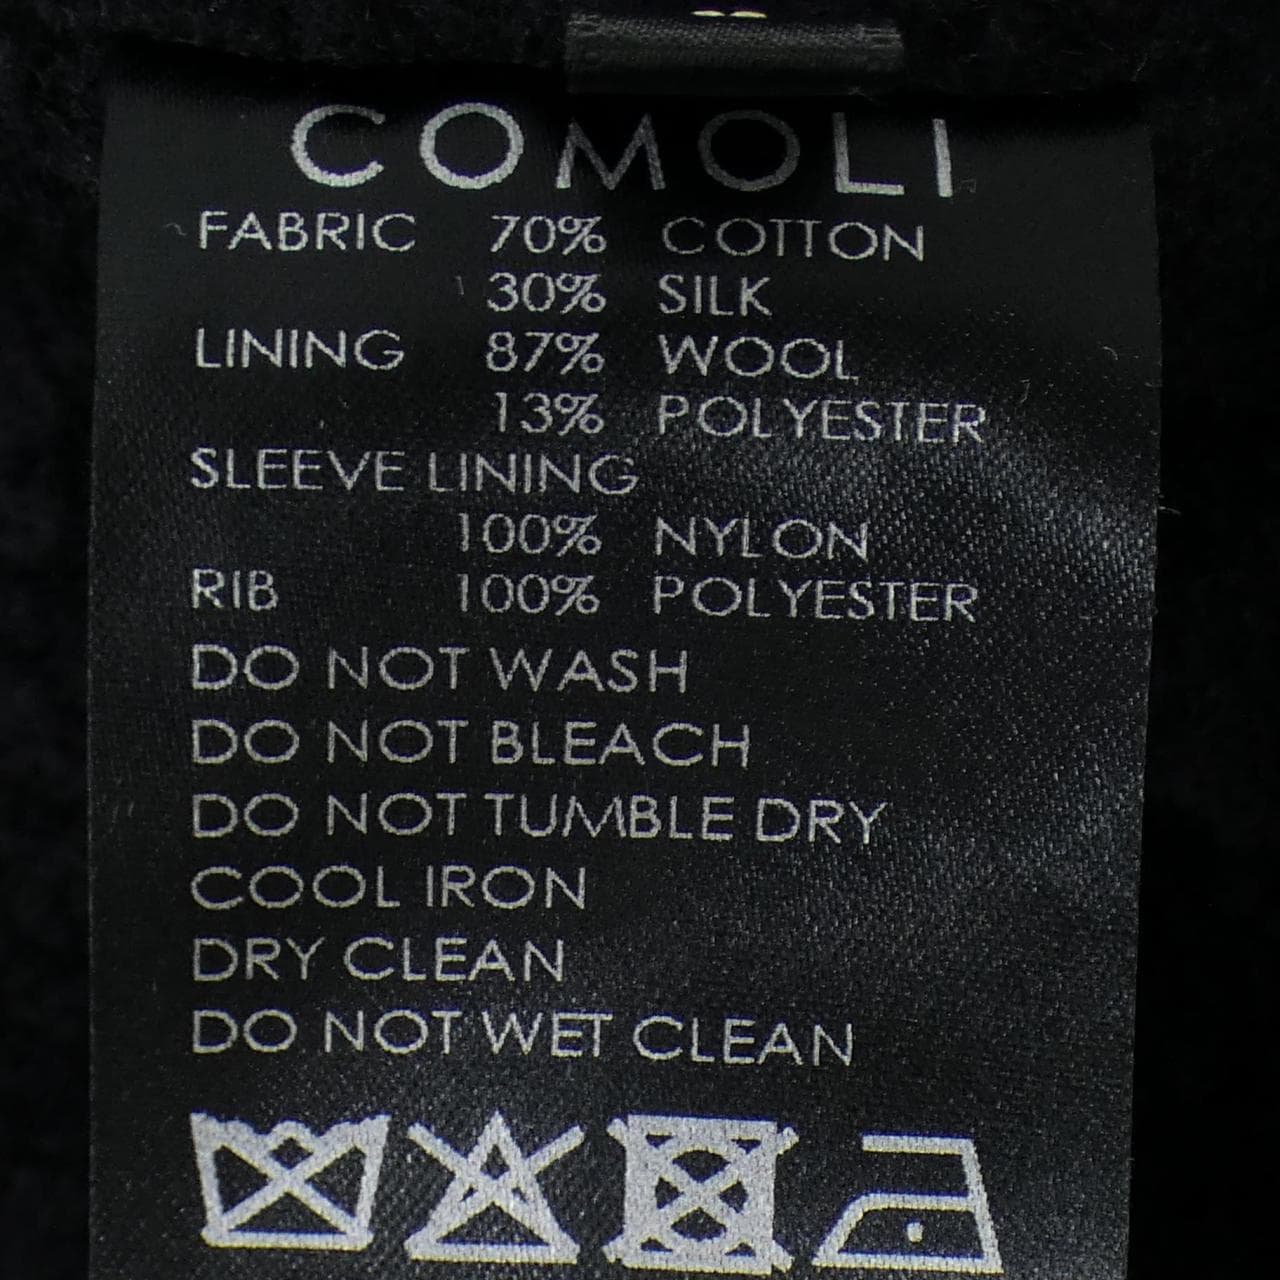 COMOLI
FABRIC 70% COTTON
30% SILK
LINING 87% WOOL
13% POLYESTER
SLEEVE LINING
100% NYLON
RIB 100% POLYESTER
DO NOT WASH
DO NOT BLEACH
DO NOT TUMBLE DRY
COOL IRON
DRY CLEAN
DO NOT WET CLEAN